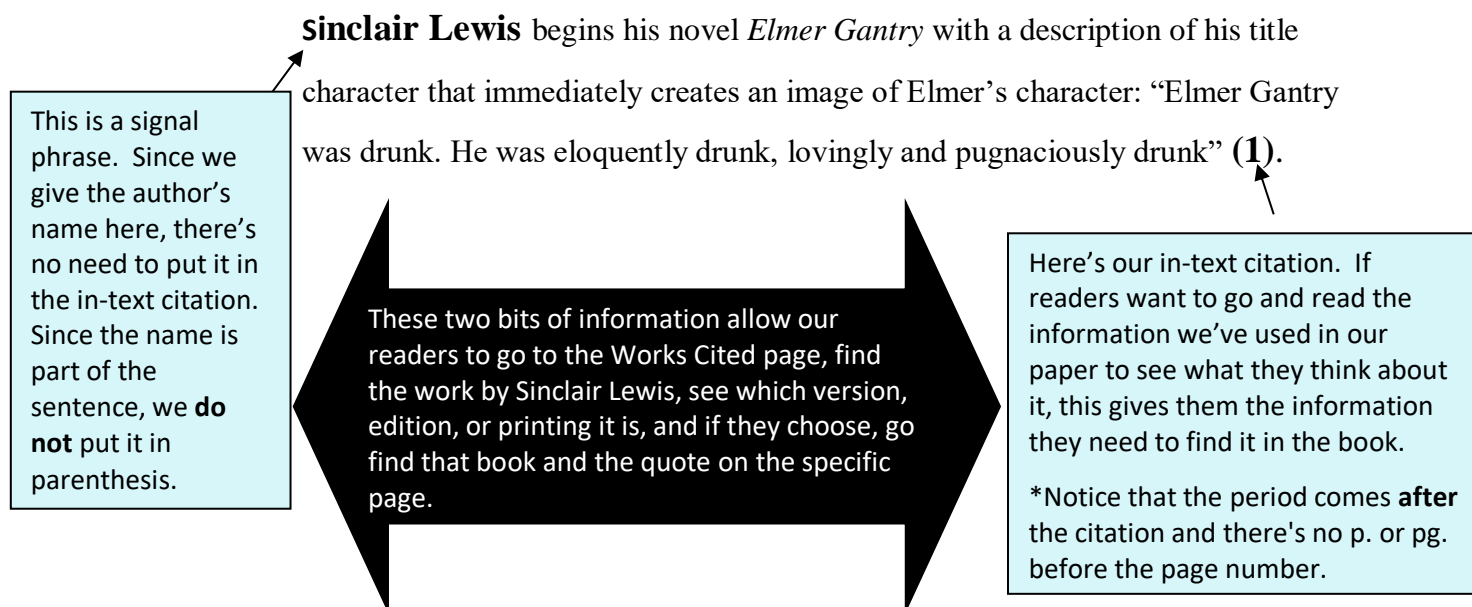 Sinclair Lewis begins his novel Elmer Gantry with a description of his title
character that immediately creates an image of Elmer’s character: “Elmer Gantry
was drunk. He was eloquently drunk, lovingly and pugnaciously drunk” (1).
This is a signal
phrase.  Since we
give the author’s
name here, there’s
no need to put it in
the in-text citation.
Since the name is
part of the
sentence, we do
not put it in
parenthesis.
These two bits of information allow our
readers to go to the Works Cited page, find
the work by Sinclair Lewis, see which version,
edition, or printing it is, and if they choose, go
find that book and the quote on the specific
page.
Here’s our in-text citation.  If
readers want to go and read the
information we’ve used in our
paper to see what they think about
it, this gives them the information
they need to find it in the book.
*Notice that the period comes after
the citation and there's no p. or pg.
before the page number.